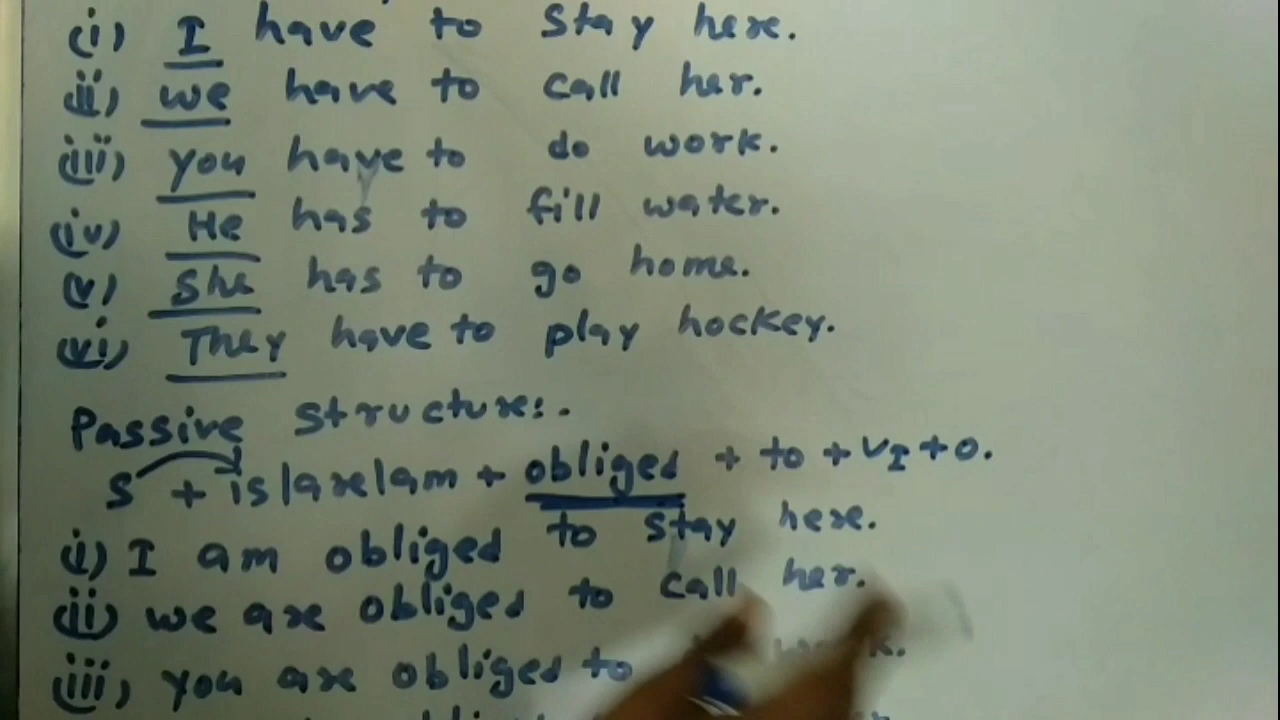 (i) I have to stay here.
(ii) we have to call her.
(iii) you have to do work.
(iv) He has to fill water.
(v) She has to go home.
(vi) They have to play hockey.
Passive structure:.
S + is/are/am + obliged + to + V1 + O.
(i) I am obliged to stay here.
(ii) we are obliged to call her.
(iii) you are obliged to